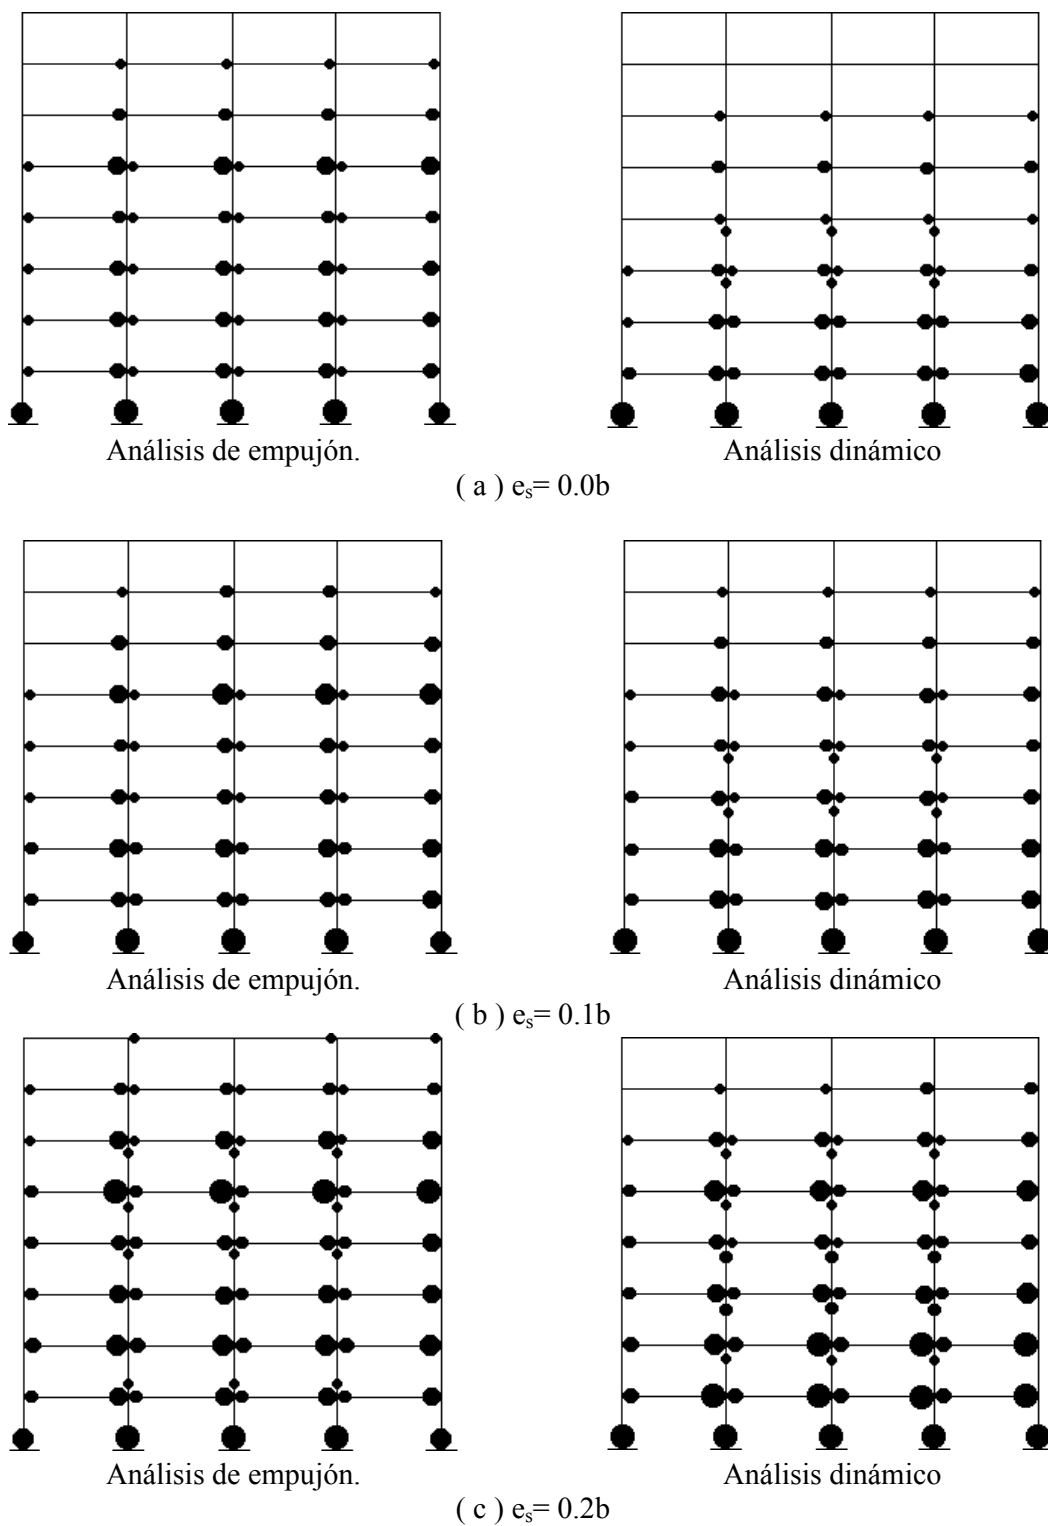 Análisis de empujón.
Análisis dinámico
( a ) eₛ= 0.0b
Análisis de empujón.
Análisis dinámico
( b ) eₛ= 0.1b
Análisis de empujón.
Análisis dinámico
( c ) eₛ= 0.2b